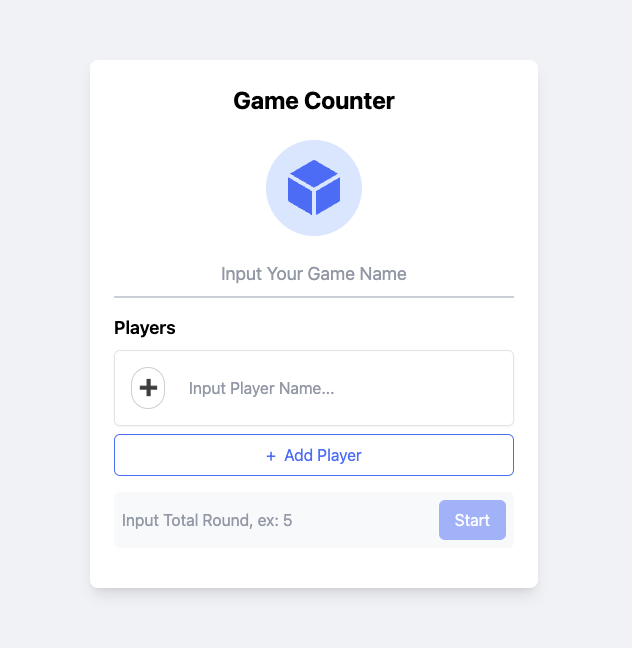 Game Counter
Input Your Game Name
Players
➕ Input Player Name...
+ Add Player
Input Total Round, ex: 5 Start